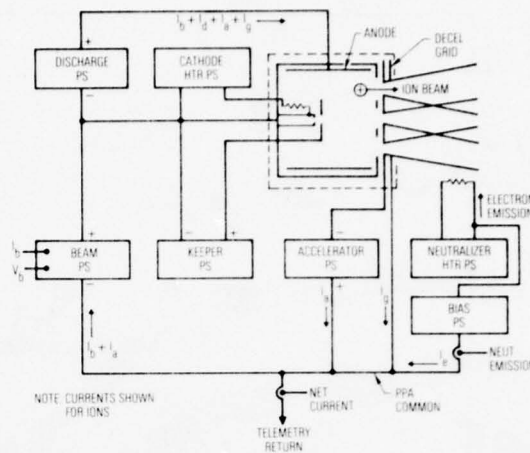 I_b + I_d + I_a + I_g
ANODE
DECEL
GRID
+
DISCHARGE
PS
−
CATHODE
HTR PS
+
ION BEAM
ELECTRON
EMISSION
+
I_b
V_b
BEAM
PS
−
−
+
KEEPER
PS
−
ACCELERATOR
PS
+
NEUTRALIZER
HTR PS
BIAS
PS
I_a
I_g
I_b + I_a
I_e
NEUT
EMISSION
NOTE: CURRENTS SHOWN
FOR IONS
NET
CURRENT
PPA
COMMON
TELEMETRY
RETURN